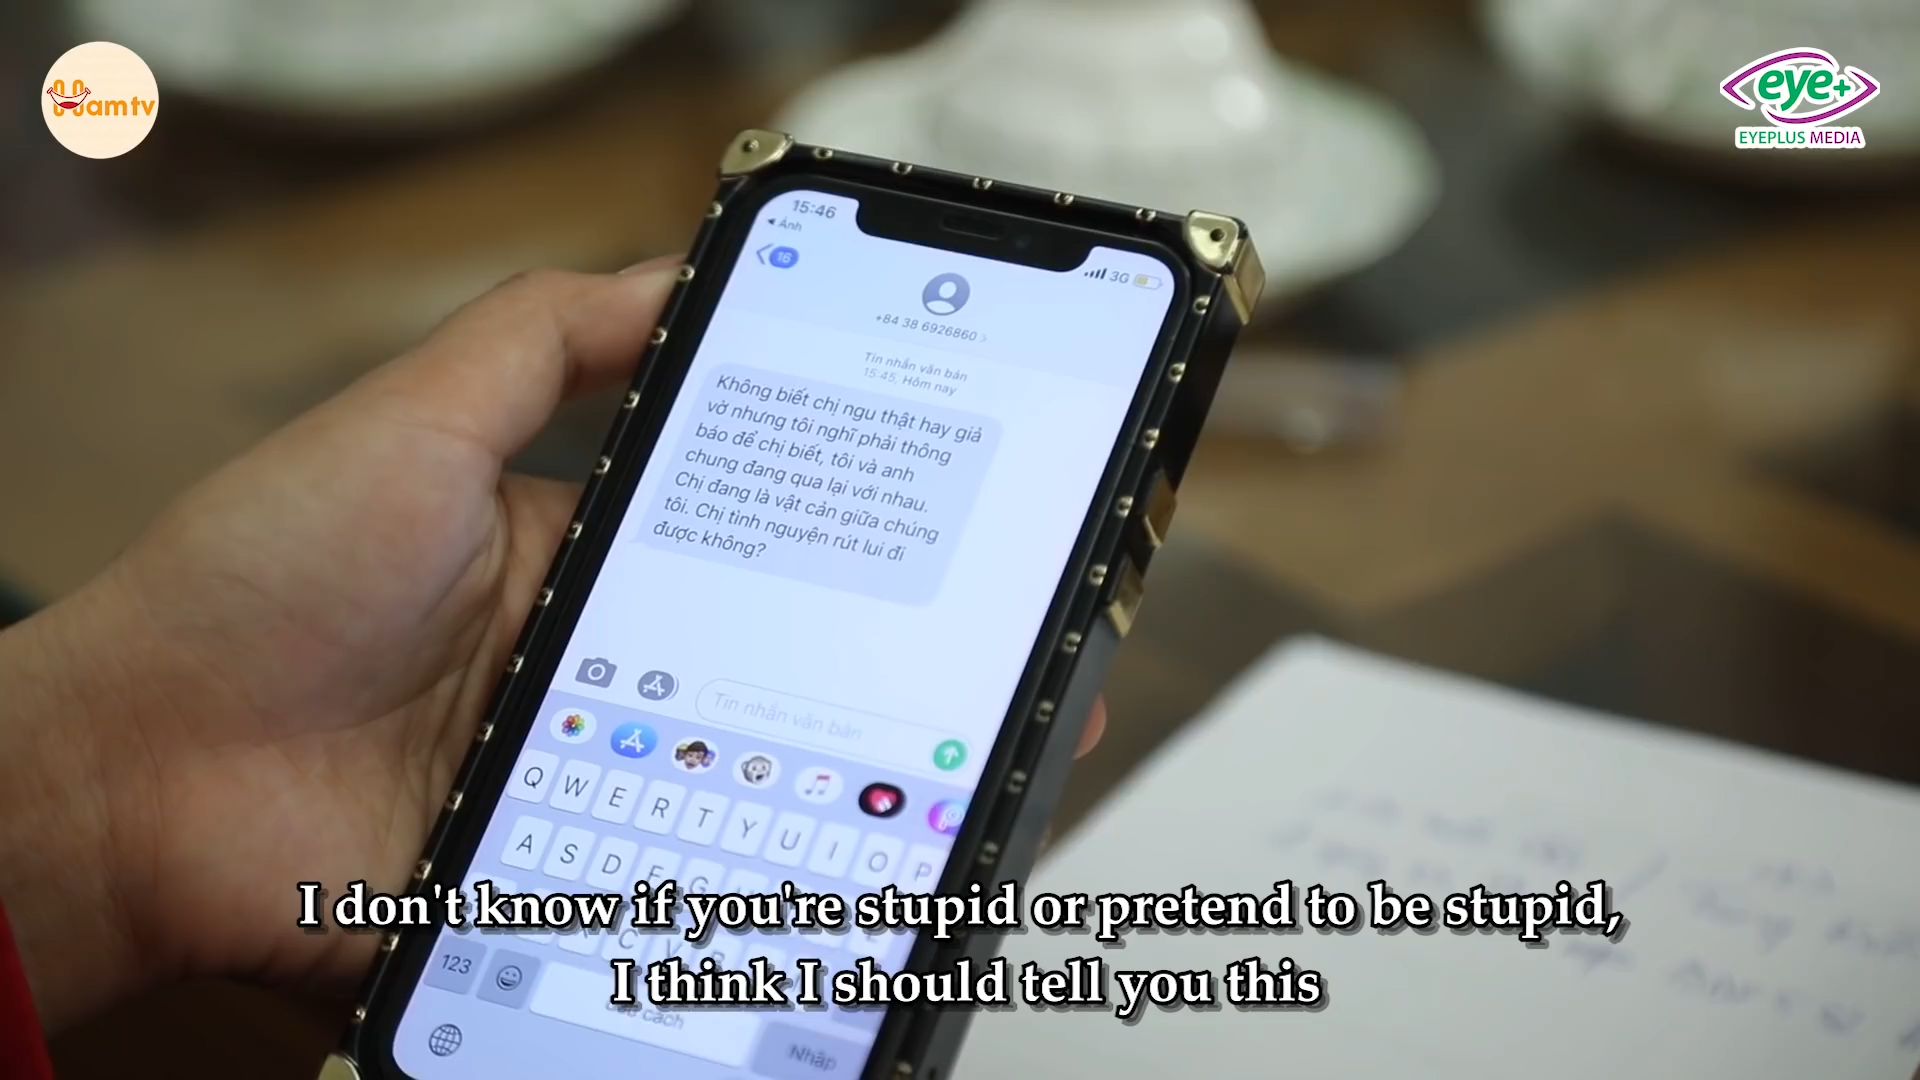 Hamtv
eye+
EYEPLUS MEDIA
15:46
Ảnh
16
3G
+84 38 6926860
Tin nhắn văn bản
15:45, Hôm nay
Không biết chị ngu thật hay giả
vờ nhưng tôi nghĩ phải thông
báo để chị biết, tôi và anh
chung đang qua lại với nhau.
Chị đang là vật cản giữa chúng
tôi. Chị tình nguyện rút lui đi
được không?
Tin nhắn văn bản
Q W E R T Y U I O P
A S D F G
C V B
I don't know if you're stupid or pretend to be stupid,
I think I should tell you this
123
cách
Nhập